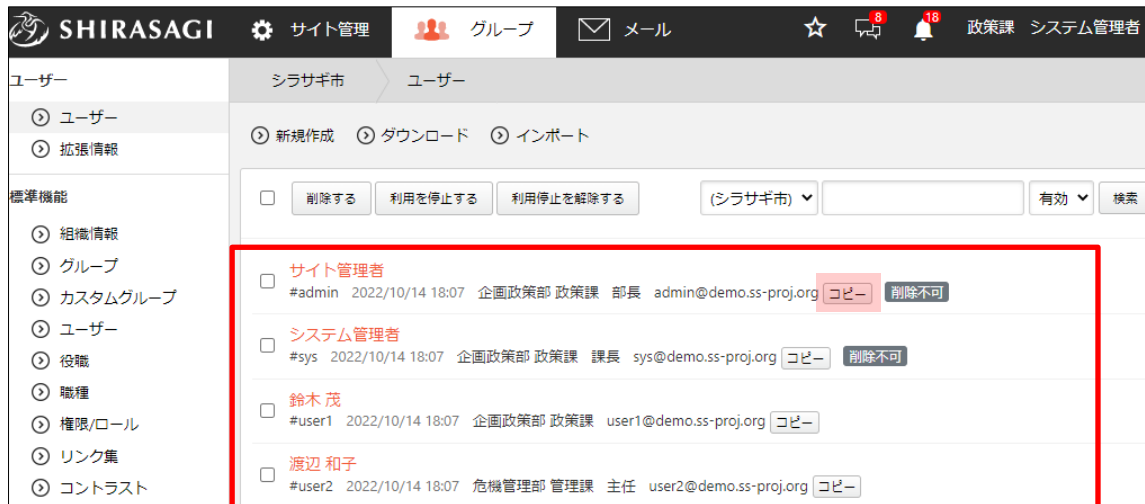 SHIRASAGI サイト管理 グループ メール 8 18 政策課 システム管理者
ユーザー
ユーザー
拡張情報
標準機能
組織情報
グループ
カスタムグループ
ユーザー
役職
職種
権限/ロール
リンク集
コントラスト
シラサギ市 ユーザー
新規作成 ダウンロード インポート
削除する 利用を停止する 利用停止を解除する (シラサギ市) 有効 検索
サイト管理者
#admin 2022/10/14 18:07 企画政策部 政策課 部長 admin@demo.ss-proj.org コピー 削除不可
システム管理者
#sys 2022/10/14 18:07 企画政策部 政策課 課長 sys@demo.ss-proj.org コピー 削除不可
鈴木 茂
#user1 2022/10/14 18:07 企画政策部 政策課 user1@demo.ss-proj.org コピー
渡辺 和子
#user2 2022/10/14 18:07 危機管理部 管理課 主任 user2@demo.ss-proj.org コピー